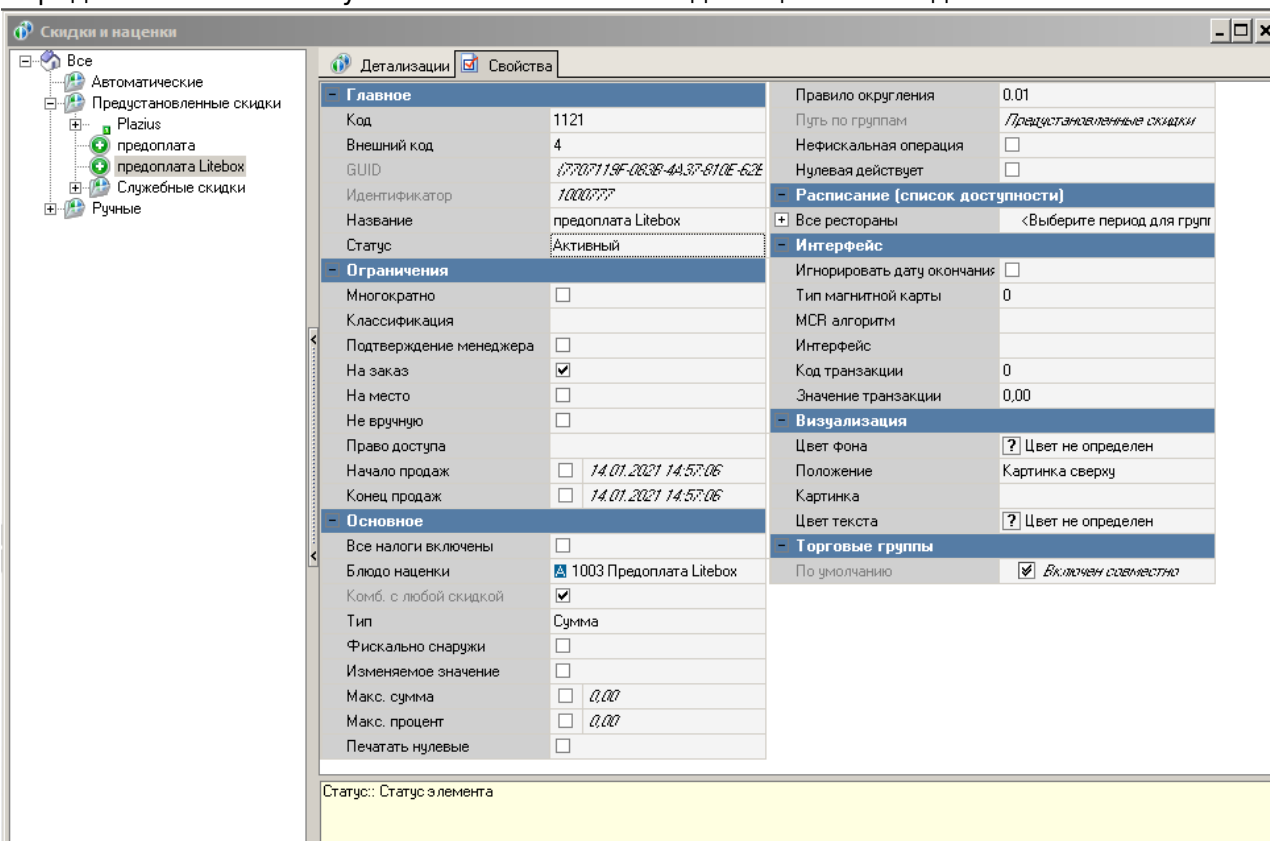 Скидки и наценки
Все
Автоматические
Предустановленные скидки
Plazius
предоплата
предоплата Litebox
Служебные скидки
Ручные
Детализации Свойства
Главное
Код 1121
Внешний код 4
GUID
Идентификатор 1000777
Название предоплата Litebox
Статус Активный
Ограничения
Многократно
Классификация
Подтверждение менеджера
На заказ
На место
Не вручную
Право доступа
Начало продаж 14.01.2021 14:57:06
Конец продаж 14.01.2021 14:57:06
Основное
Все налоги включены
Блюдо наценки А 1003 Предоплата Litebox
Комб. с любой скидкой
Тип Сумма
Фискально снаружи
Изменяемое значение
Макс. сумма 0,00
Макс. процент 0,00
Печатать нулевые
Правило округления 0.01
Путь по группам Предустановленные скидки
Нефискальная операция
Нулевая действует
Расписание (список доступности)
Все рестораны <Выберите период для групп
Интерфейс
Игнорировать дату окончания
Тип магнитной карты 0
MCR алгоритм
Интерфейс
Код транзакции 0
Значение транзакции 0,00
Визуализация
Цвет фона ? Цвет не определен
Положение Картинка сверху
Картинка
Цвет текста ? Цвет не определен
Торговые группы
По умолчанию Включен совместно
Статус:: Статус элемента